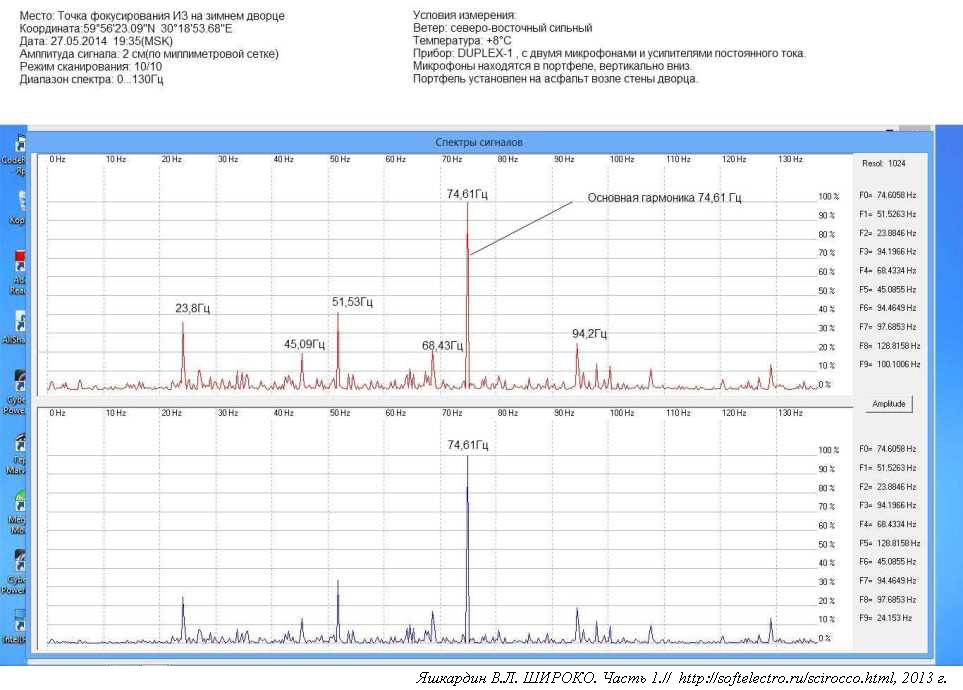 Место: Точка фокусирования ИЗ на зимнем дворце
Координата:59°56'23.09"N 30°18'53.68"E
Дата: 27.05.2014 19:35(MSK)
Амплитуда сигнала: 2 см(по миллиметровой сетке)
Режим сканирования: 10/10
Диапазон спектра: 0...130Гц
Условия измерения:
Ветер: северо-восточный сильный
Температура: +8°C
Прибор: DUPLEX-1 , с двумя микрофонами и усилителями постоянного тока.
Микрофоны находятся в портфеле, вертикально вниз.
Портфель установлен на асфальт возле стены дворца.
Спектры сигналов
0 Hz 10 Hz 20 Hz 30 Hz 40 Hz 50 Hz 60 Hz 70 Hz 80 Hz 90 Hz 100 Hz 110 Hz 120 Hz 130 Hz
Resol: 1024
74,61Гц
Основная гармоника 74,61 Гц
23,8Гц
51,53Гц
45,09Гц
68,43Гц
94,2Гц
100 %
90 %
80 %
70 %
60 %
50 %
40 %
30 %
20 %
10 %
0 %
F0= 74.6058 Hz
F1= 51.5263 Hz
F2= 23.8846 Hz
F3= 94.1966 Hz
F4= 68.4334 Hz
F5= 45.0855 Hz
F6= 94.4649 Hz
F7= 97.6853 Hz
F8= 128.8158 Hz
F9= 100.1006 Hz
Amplitude
0 Hz 10 Hz 20 Hz 30 Hz 40 Hz 50 Hz 60 Hz 70 Hz 80 Hz 90 Hz 100 Hz 110 Hz 120 Hz 130 Hz
74,61Гц
100 %
90 %
80 %
70 %
60 %
50 %
40 %
30 %
20 %
10 %
0 %
F0= 74.6058 Hz
F1= 51.5263 Hz
F2= 23.8846 Hz
F3= 94.1966 Hz
F4= 68.4334 Hz
F5= 128.8158 Hz
F6= 45.0855 Hz
F7= 94.4649 Hz
F8= 97.6853 Hz
F9= 24.153 Hz
Яшкардин В.Л. ШИРОКО. Часть 1.// http://softelectro.ru/scirocco.html, 2013 г.